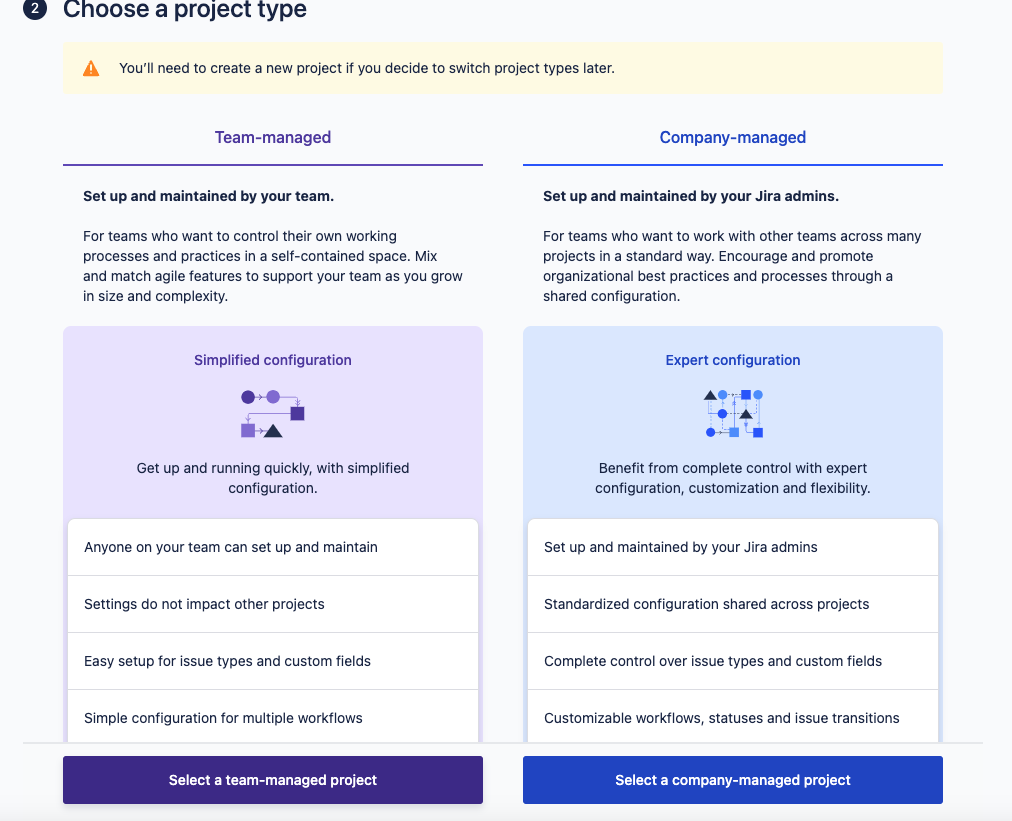 2 Choose a project type
You'll need to create a new project if you decide to switch project types later.
Team-managed
Set up and maintained by your team.
For teams who want to control their own working
processes and practices in a self-contained space. Mix
and match agile features to support your team as you grow
in size and complexity.
Simplified configuration
Get up and running quickly, with simplified
configuration.
Anyone on your team can set up and maintain
Settings do not impact other projects
Easy setup for issue types and custom fields
Simple configuration for multiple workflows
Select a team-managed project
Company-managed
Set up and maintained by your Jira admins.
For teams who want to work with other teams across many
projects in a standard way. Encourage and promote
organizational best practices and processes through a
shared configuration.
Expert configuration
Benefit from complete control with expert
configuration, customization and flexibility.
Set up and maintained by your Jira admins
Standardized configuration shared across projects
Complete control over issue types and custom fields
Customizable workflows, statuses and issue transitions
Select a company-managed project